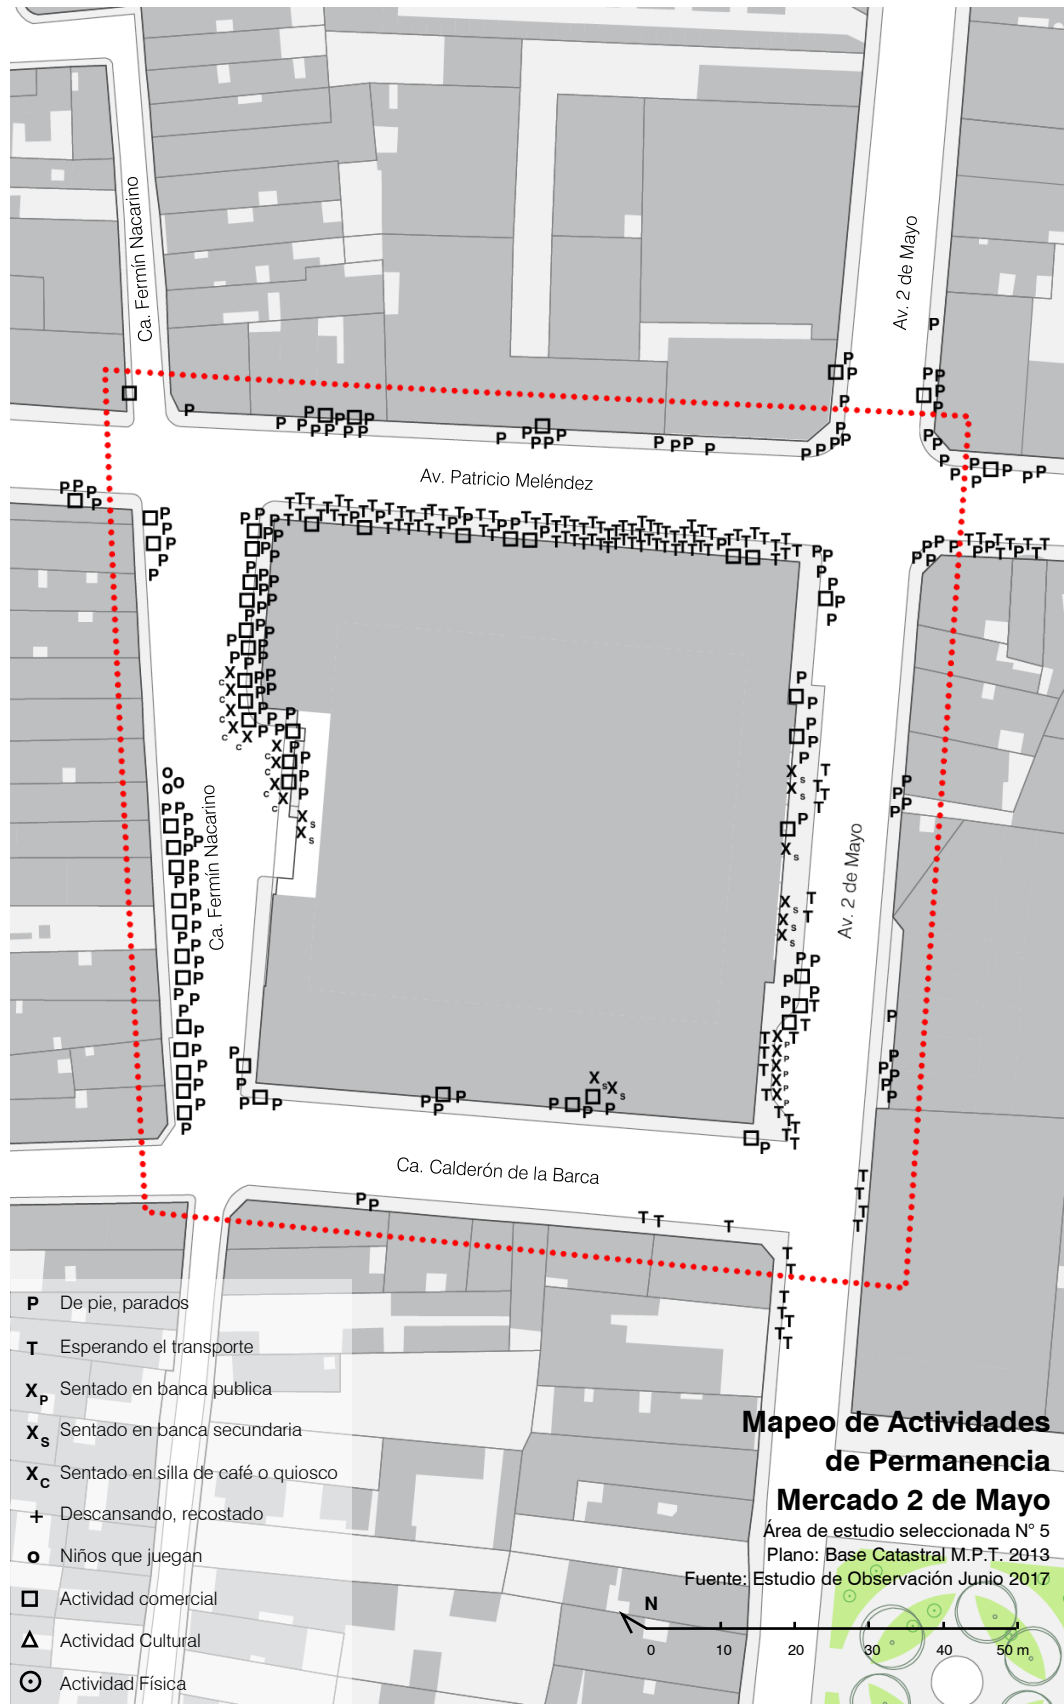 Ca. Fermín Nacarino
Av. 2 de Mayo
Av. Patricio Meléndez
Ca. Fermín Nacarino
Av. 2 de Mayo
Ca. Calderón de la Barca
P De pie, parados
T Esperando el transporte
XP Sentado en banca publica
XS Sentado en banca secundaria
XC Sentado en silla de café o quiosco
+ Descansando, recostado
o Niños que juegan
Actividad comercial
Actividad Cultural
Actividad Física
Mapeo de Actividades
de Permanencia
Mercado 2 de Mayo
Área de estudio seleccionada N° 5
Plano: Base Catastral M.P.T. 2013
Fuente: Estudio de Observación Junio 2017
N
0 10 20 30 40 50 m